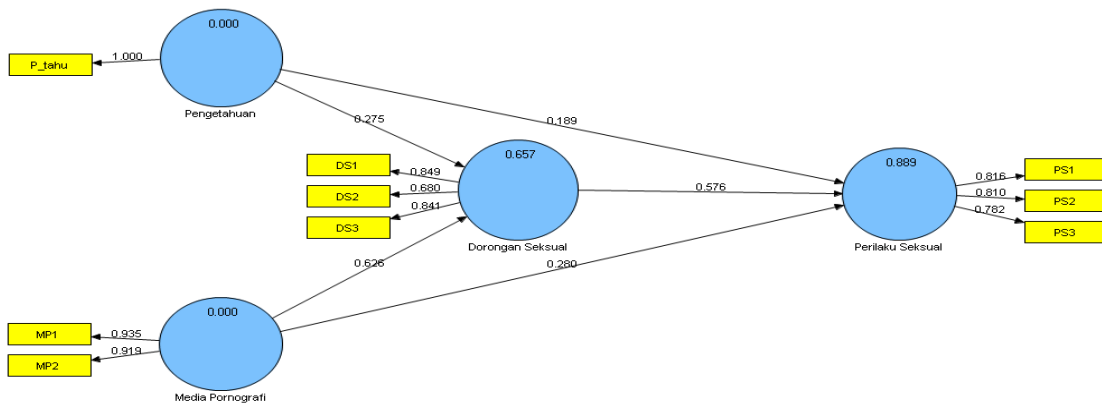 0.000
1.000
P_tahu
Pengetahuan
0.275
0.189
0.657
0.889
DS1
0.849
DS2
0.680
DS3
0.841
0.576
0.816
PS1
0.810
PS2
0.782
PS3
Dorongan Seksual
Perilaku Seksual
0.626
0.280
0.000
MP1
0.935
MP2
0.919
Media Pornografi